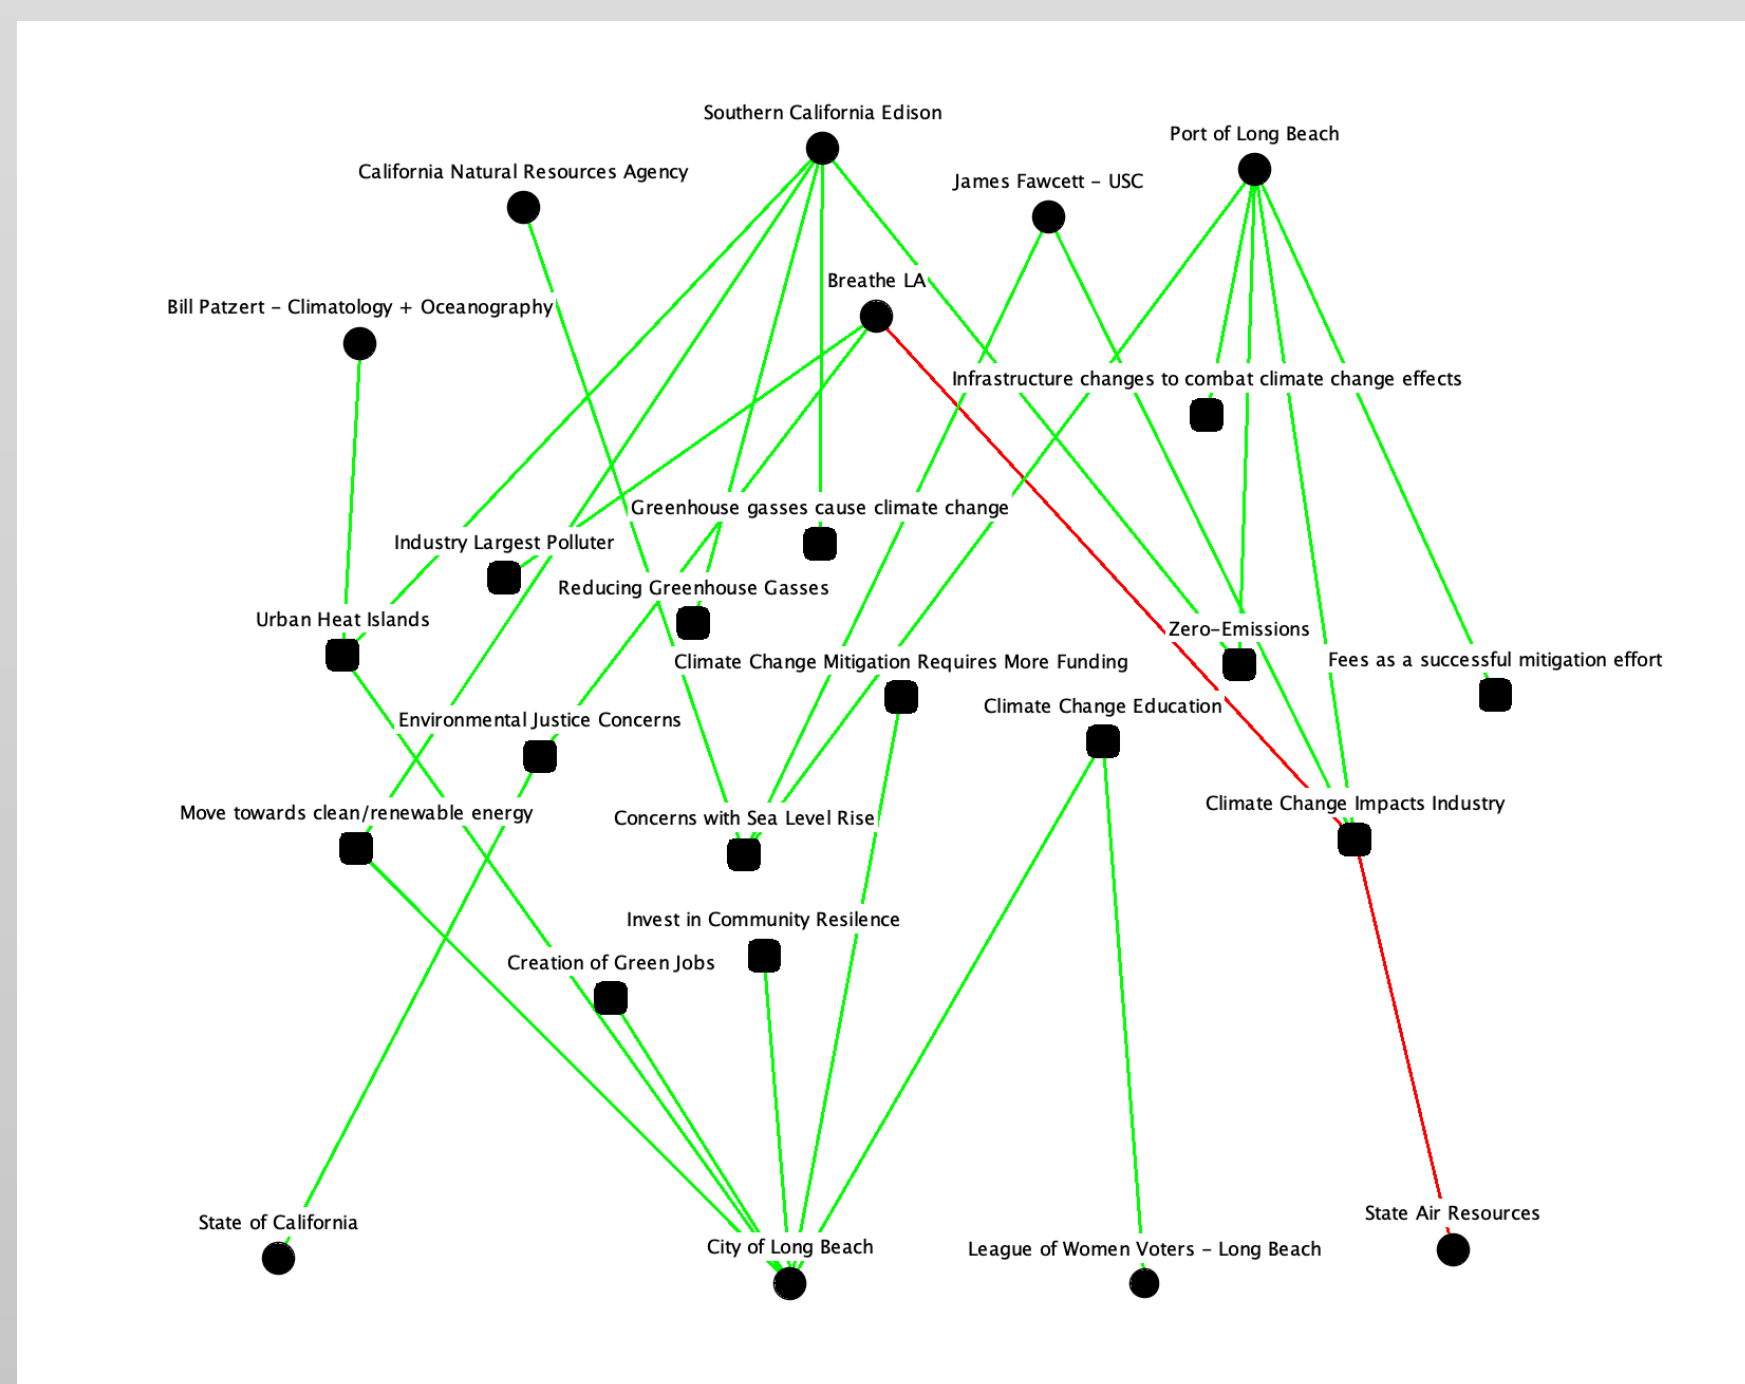 Southern California Edison
Port of Long Beach
California Natural Resources Agency
James Fawcett - USC
Breathe LA
Bill Patzert - Climatology + Oceanography
Infrastructure changes to combat climate change effects
Greenhouse gasses cause climate change
Industry Largest Polluter
Reducing Greenhouse Gasses
Urban Heat Islands
Zero-Emissions
Climate Change Mitigation Requires More Funding
Fees as a successful mitigation effort
Climate Change Education
Environmental Justice Concerns
Climate Change Impacts Industry
Move towards clean/renewable energy
Concerns with Sea Level Rise
Invest in Community Resilence
Creation of Green Jobs
State Air Resources
State of California
City of Long Beach
League of Women Voters - Long Beach